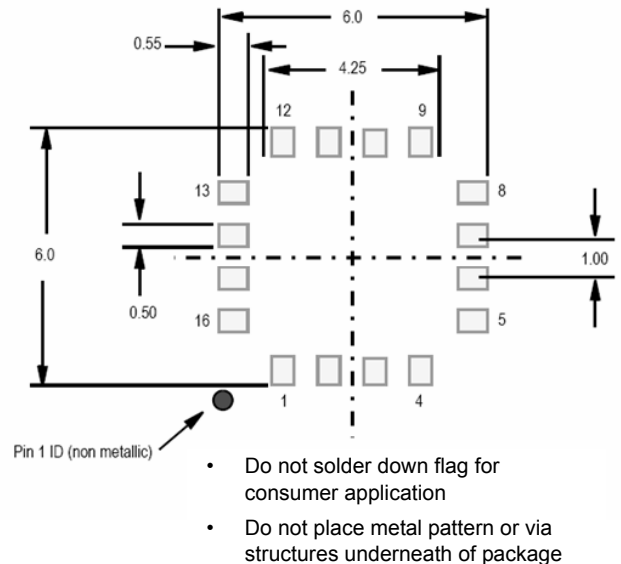 6.0
0.55
4.25
12
9
13
8
6.0
1.00
0.50
16
5
1
4
Pin 1 ID (non metallic)
• Do not solder down flag for
consumer application
• Do not place metal pattern or via
structures underneath of package